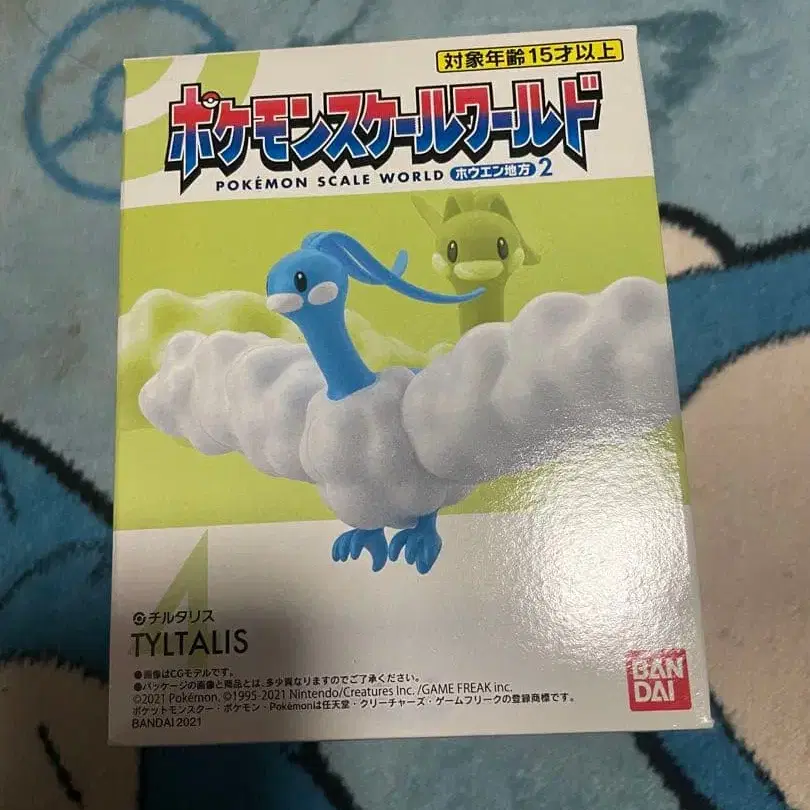 対象年齢15才以上
ポケモンスケールワールド
POKÉMON SCALE WORLD ホウエン地方 2
4
チルタリス
TYLTALIS
●画像はCGモデルです。
●パッケージの画像と商品とは、多少異なりますのでご了承ください。
©2021 Pokémon. ©1995-2021 Nintendo/Creatures Inc. /GAME FREAK inc.
ポケットモンスター・ポケモン・Pokémonは任天堂・クリーチャーズ・ゲームフリークの登録商標です。
BANDAI 2021
BAN
DAI